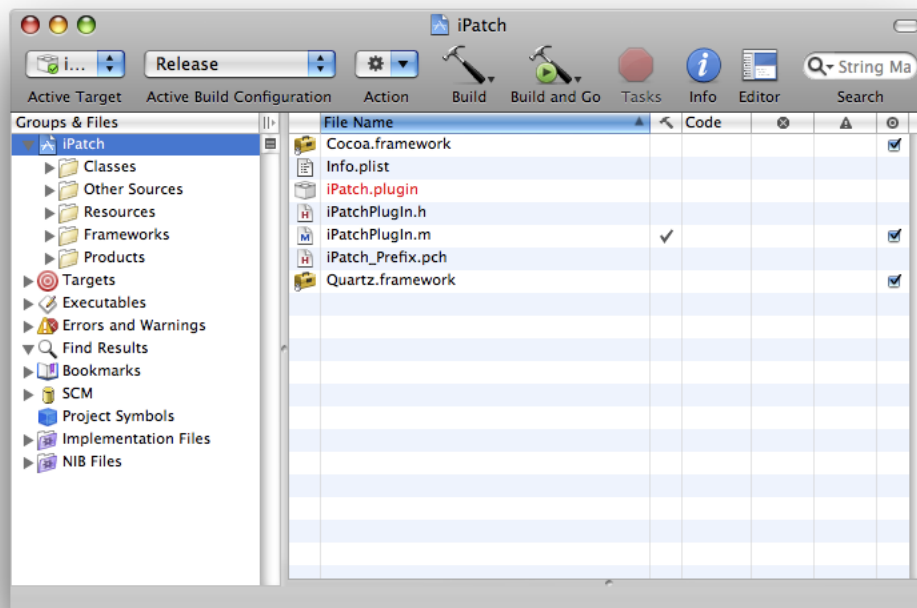 iPatch
i...
Release
String Ma
Active Target
Active Build Configuration
Action
Build
Build and Go
Tasks
Info
Editor
Search
Groups & Files
File Name
Code
iPatch
Classes
Other Sources
Resources
Frameworks
Products
Targets
Executables
Errors and Warnings
Find Results
Bookmarks
SCM
Project Symbols
Implementation Files
NIB Files
Cocoa.framework
Info.plist
iPatch.plugin
iPatchPlugIn.h
iPatchPlugIn.m
iPatch_Prefix.pch
Quartz.framework